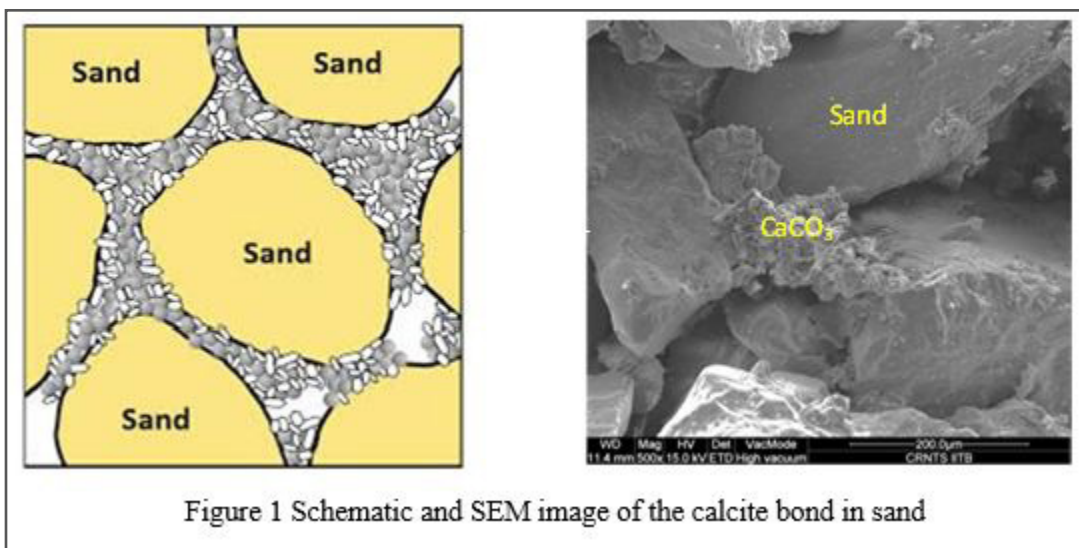 Sand
Sand
Sand
Sand
Sand
CaCO₃
WD Mag HV Det VacMode 200.0μm
11.4 mm 500x 15.0 kV ETD High vacuum CRNTS IITB
Figure 1 Schematic and SEM image of the calcite bond in sand